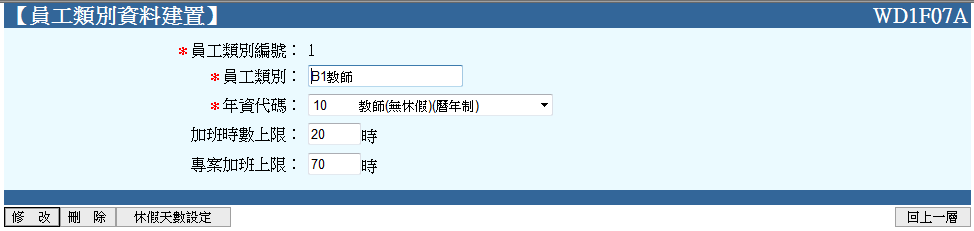 【員工類別資料建置】 WD1F07A
*員工類別編號： 1
*員工類別： B1教師
*年資代碼： 10 教師(無休假)(曆年制)
加班時數上限： 20 時
專案加班上限： 70 時
修 改 刪 除 休假天數設定 回上一層